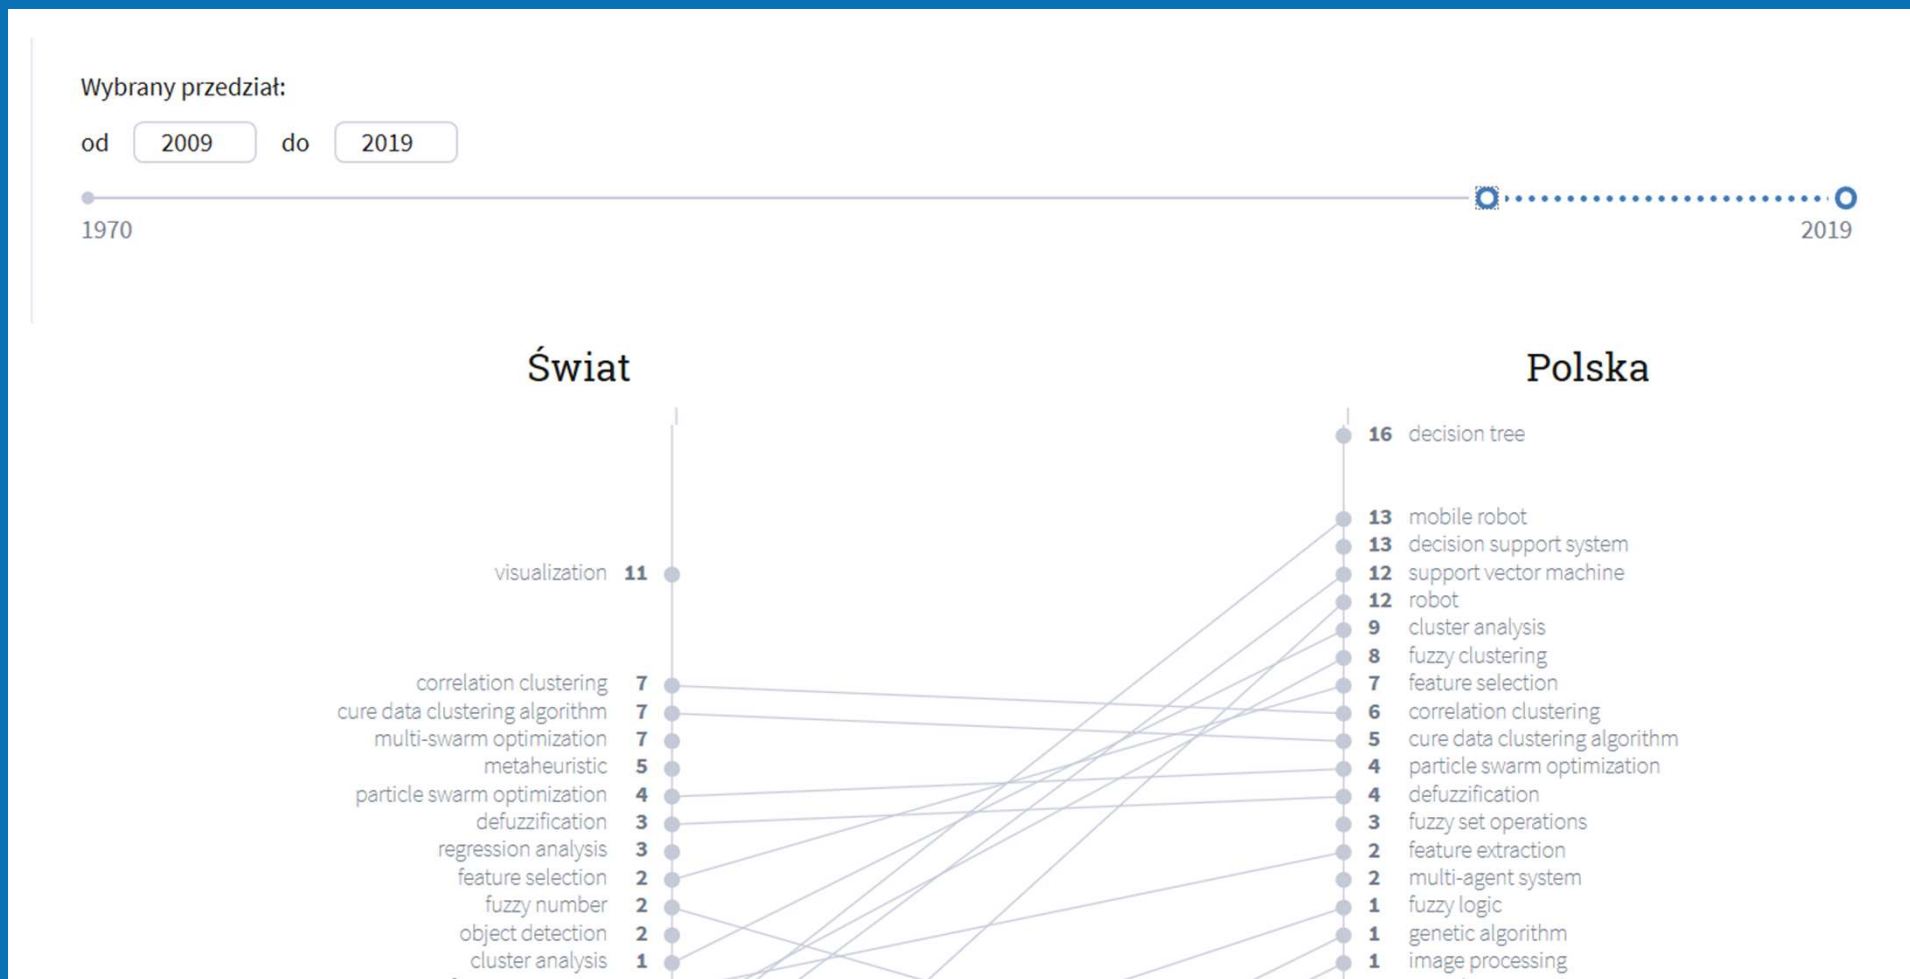 Wybrany przedział:
od 2009 do 2019
1970 2019
Świat
Polska
16 decision tree
13 mobile robot
13 decision support system
visualization 11
12 support vector machine
12 robot
9 cluster analysis
8 fuzzy clustering
correlation clustering 7
7 feature selection
cure data clustering algorithm 7
6 correlation clustering
multi-swarm optimization 7
5 cure data clustering algorithm
metaheuristic 5
4 particle swarm optimization
particle swarm optimization 4
4 defuzzification
defuzzification 3
3 fuzzy set operations
regression analysis 3
2 feature extraction
feature selection 2
2 multi-agent system
fuzzy number 2
1 fuzzy logic
object detection 2
1 genetic algorithm
cluster analysis 1
1 image processing